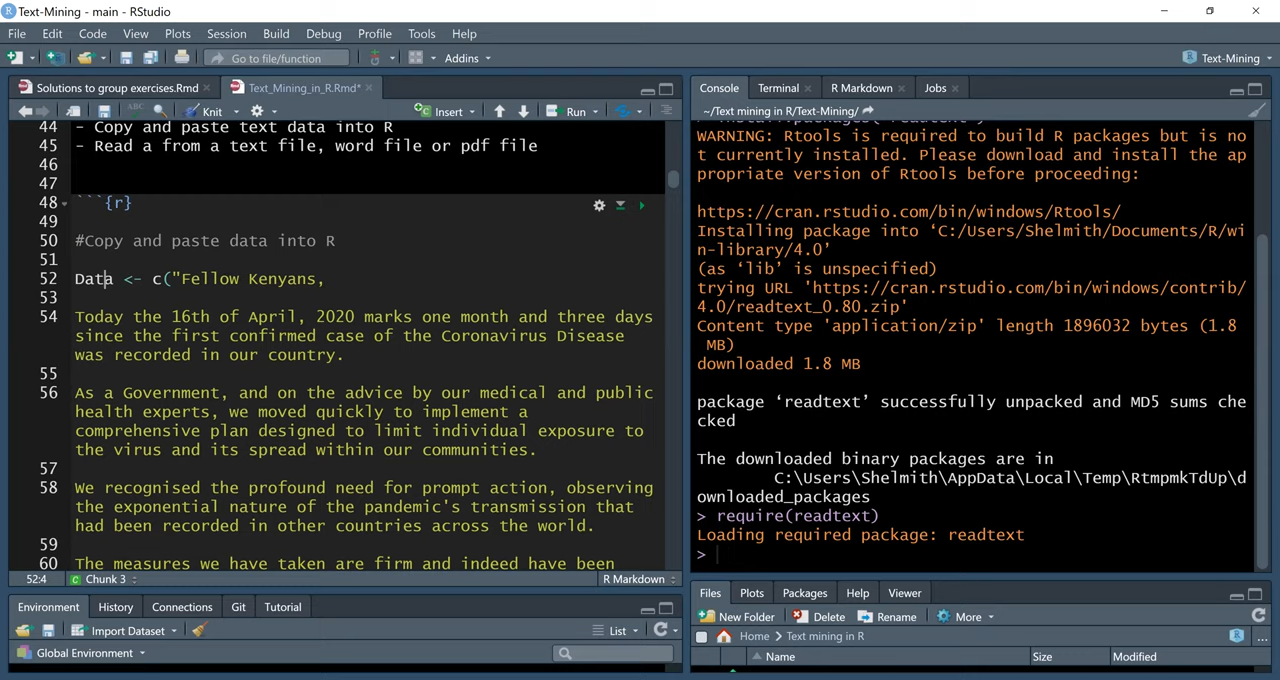 Text-Mining - main - RStudio
File Edit Code View Plots Session Build Debug Profile Tools Help
Go to file/function Addins Text-Mining
Solutions to group exercises.Rmd Text_Mining_in_R.Rmd*
Knit Insert Run
44 - Copy and paste text data into R
45 - Read a from a text file, word file or pdf file
46
47
48 ```{r}
49
50 #Copy and paste data into R
51
52 Data <- c("Fellow Kenyans,
53
54 Today the 16th of April, 2020 marks one month and three days
since the first confirmed case of the Coronavirus Disease
was recorded in our country.
55
56 As a Government, and on the advice by our medical and public
health experts, we moved quickly to implement a
comprehensive plan designed to limit individual exposure to
the virus and its spread within our communities.
57
58 We recognised the profound need for prompt action, observing
the exponential nature of the pandemic's transmission that
had been recorded in other countries across the world.
59
60 The measures we have taken are firm and indeed have been
52:4 Chunk 3 R Markdown
Environment History Connections Git Tutorial
Import Dataset List
Global Environment
Console Terminal R Markdown Jobs
~/Text mining in R/Text-Mining/
WARNING: Rtools is required to build R packages but is no
t currently installed. Please download and install the ap
propriate version of Rtools before proceeding:
https://cran.rstudio.com/bin/windows/Rtools/
Installing package into ‘C:/Users/Shelmith/Documents/R/wi
n-library/4.0’
(as ‘lib’ is unspecified)
trying URL 'https://cran.rstudio.com/bin/windows/contrib/
4.0/readtext_0.80.zip'
Content type 'application/zip' length 1896032 bytes (1.8
MB)
downloaded 1.8 MB
package ‘readtext’ successfully unpacked and MD5 sums che
cked
The downloaded binary packages are in
C:\Users\Shelmith\AppData\Local\Temp\RtmpmkTdUp\d
ownloaded_packages
> require(readtext)
Loading required package: readtext
>
Files Plots Packages Help Viewer
New Folder Delete Rename More
Home Text mining in R
Name Size Modified